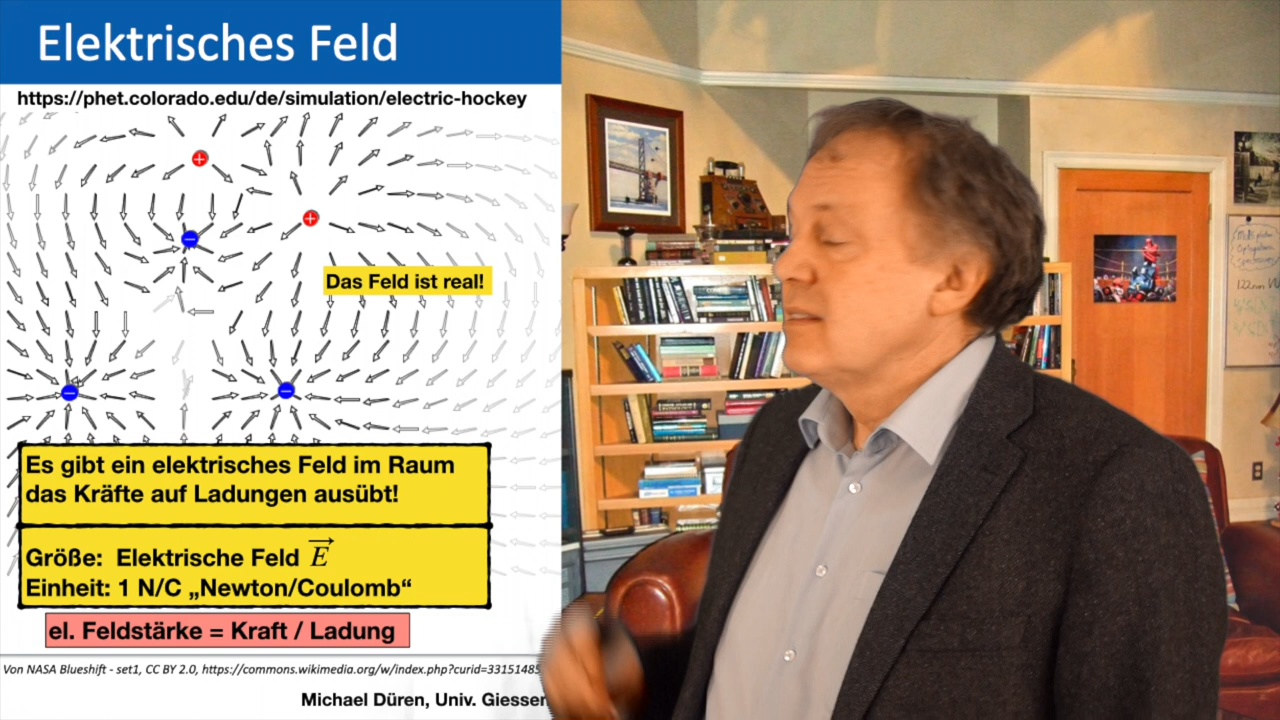 Elektrisches Feld
https://phet.colorado.edu/de/simulation/electric-hockey
Das Feld ist real!
Es gibt ein elektrisches Feld im Raum
das Kräfte auf Ladungen ausübt!
Größe: Elektrische Feld E⃗
Einheit: 1 N/C „Newton/Coulomb“
el. Feldstärke = Kraft / Ladung
Von NASA Blueshift - set1, CC BY 2.0, https://commons.wikimedia.org/w/index.php?curid=33151485
Michael Düren, Univ. Giessen